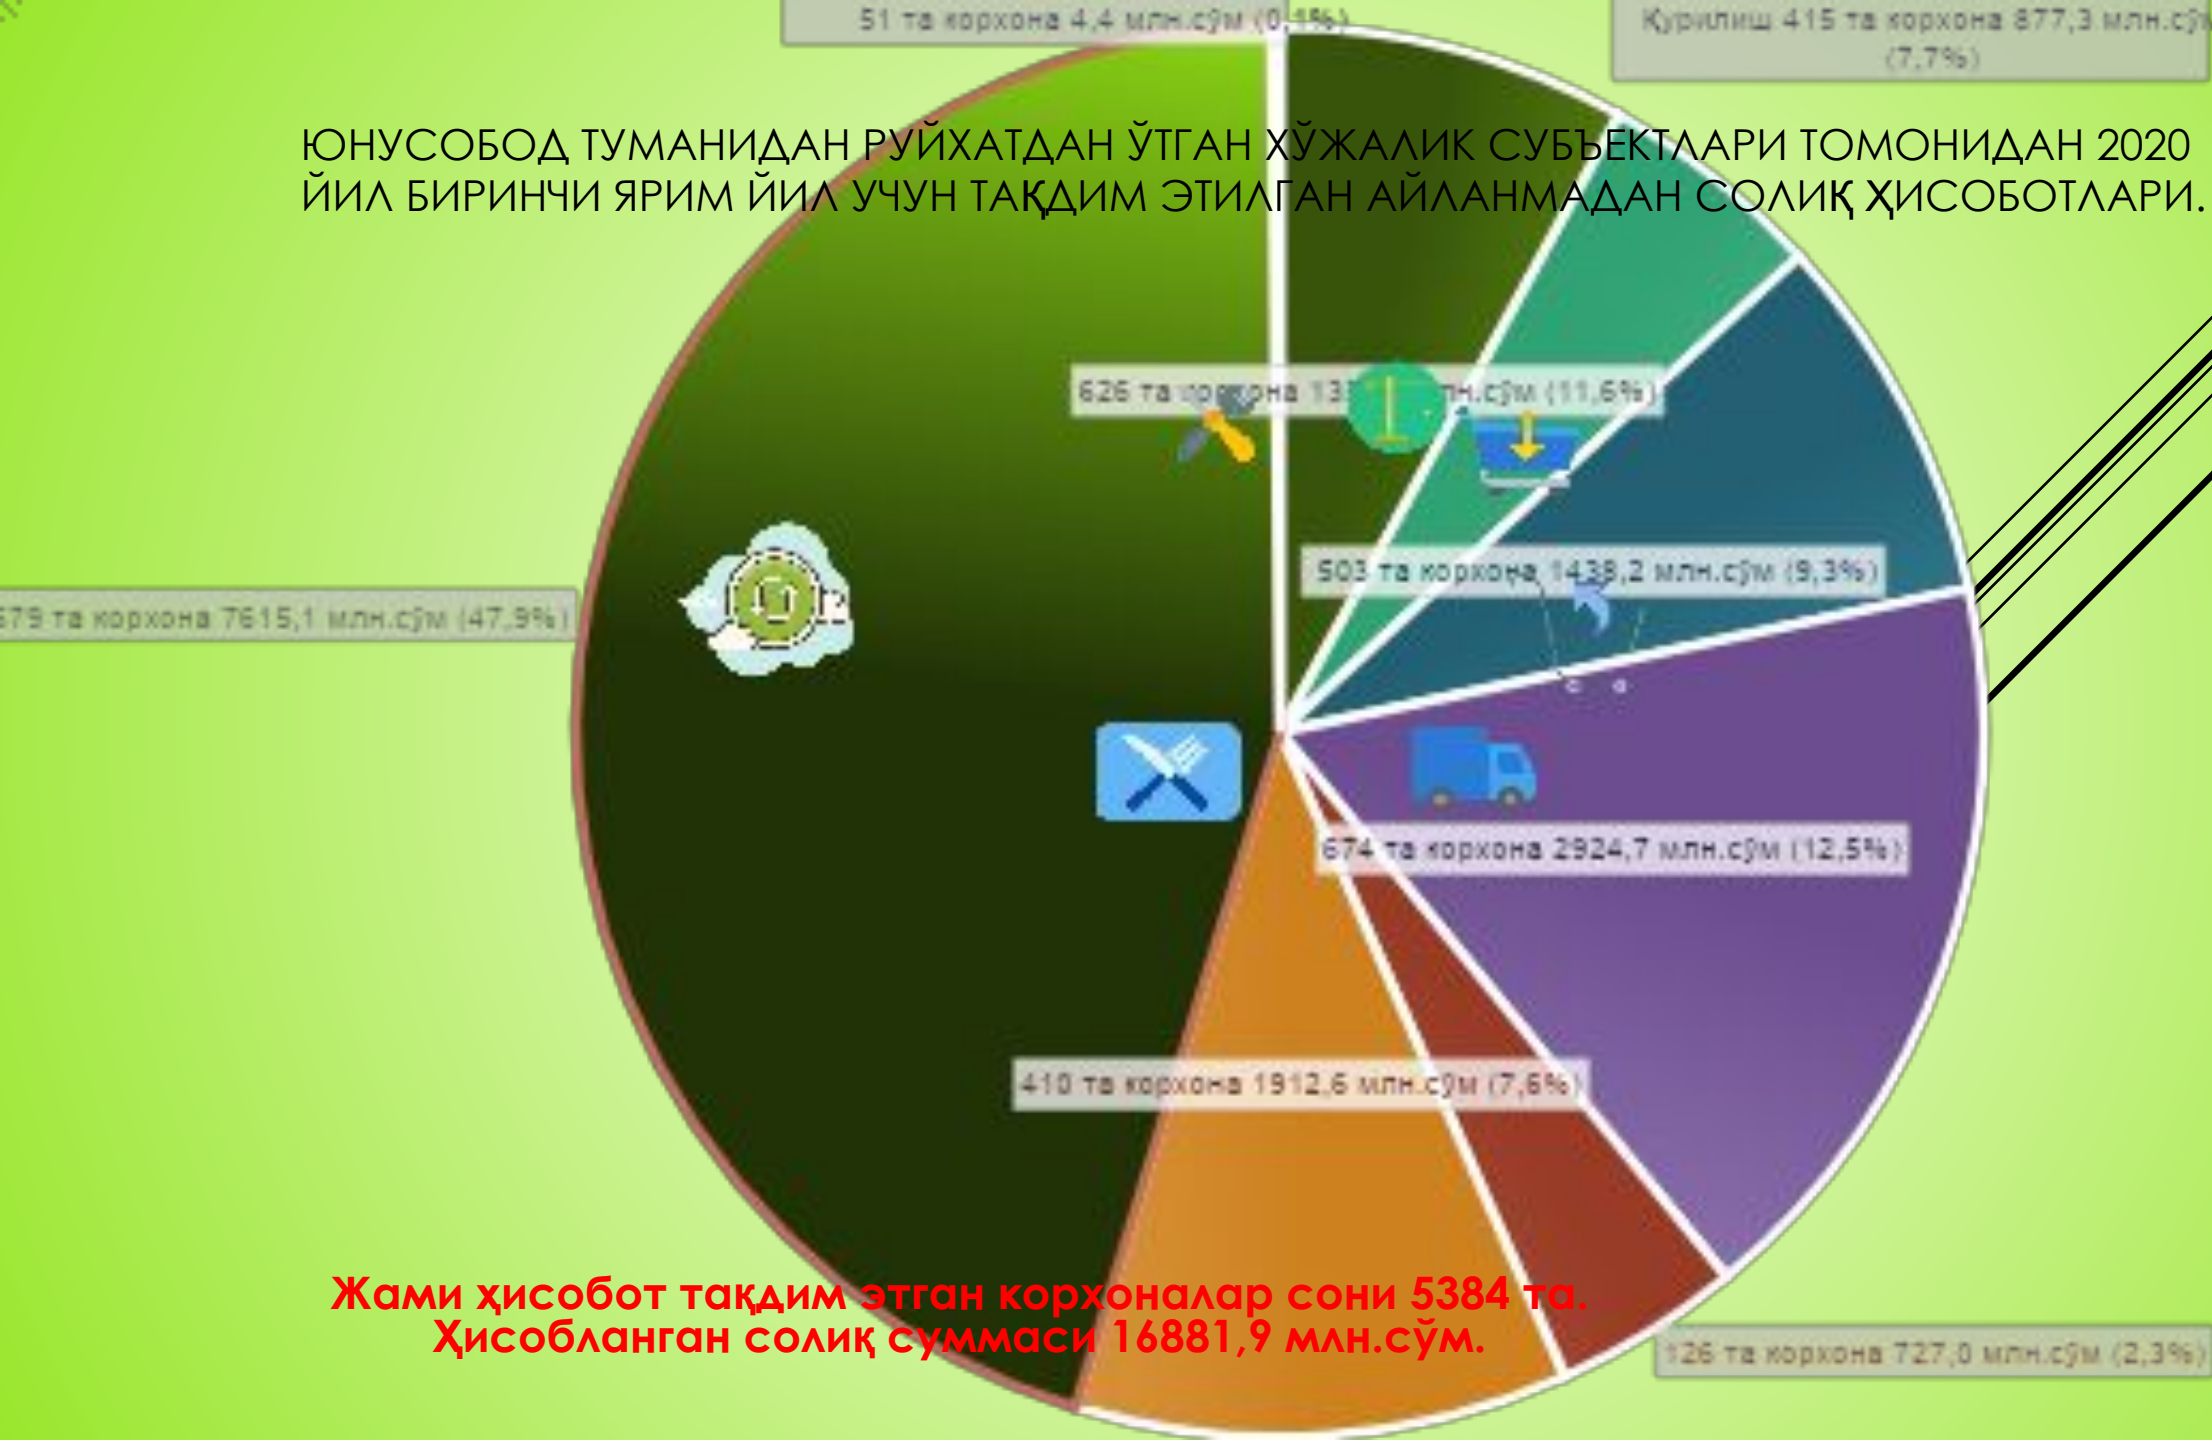 51 та корхона 4,4 млн.сўм (0,1%)
Қурилиш 415 та корхона 877,3
(7,7%)
ЮНУСОБОД ТУМАНИДАН РУЙХАТДАН ЎТГАН ХЎЖАЛИК СУБЪЕКТЛАРИ ТОМОНИДАН 2020
ЙИЛ БИРИНЧИ ЯРИМ ЙИЛ УЧУН ТАҚДИМ ЭТИЛГАН АЙЛАНМАДАН СОЛИҚ ҲИСОБОТЛАРИ.
626 та корхона млн.сўм (11,6%)
503 та корхона 1438,2 млн.сўм (9,3%)
та корхона 7615,1 млн.сўм (47,9%)
674 та корхона 2924,7 млн.сўм (12,5%)
410 та корхона 1912,6 млн.сўм (7,6%)
Жами ҳисобот тақдим этган корхоналар сони 5384 та.
Ҳисобланган солиқ суммаси 16881,9 млн.сўм.
126 та корхона 727,0 млн.сўм (2,3%)